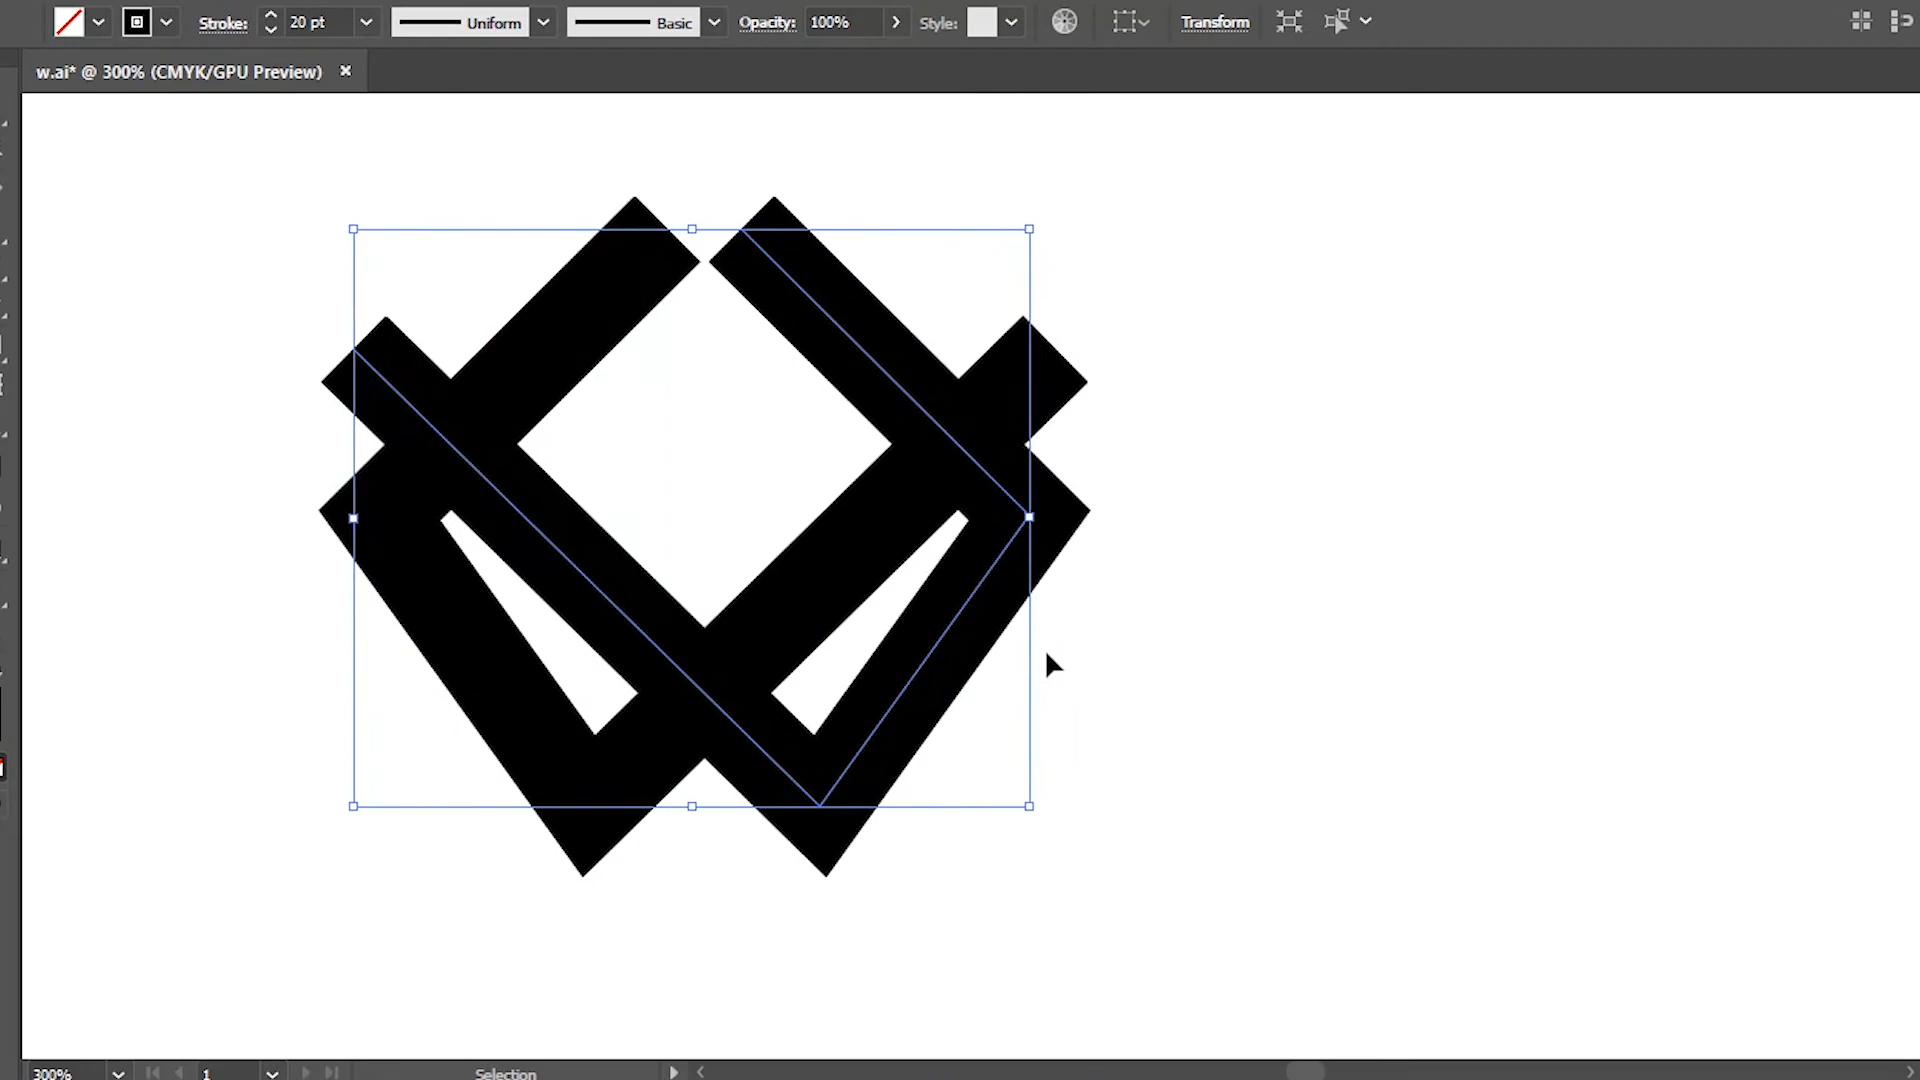 Stroke: 20 pt Uniform Basic Opacity: 100% Style: Transform
w.ai* @ 300% (CMYK/GPU Preview) ×
300% 1 Selection